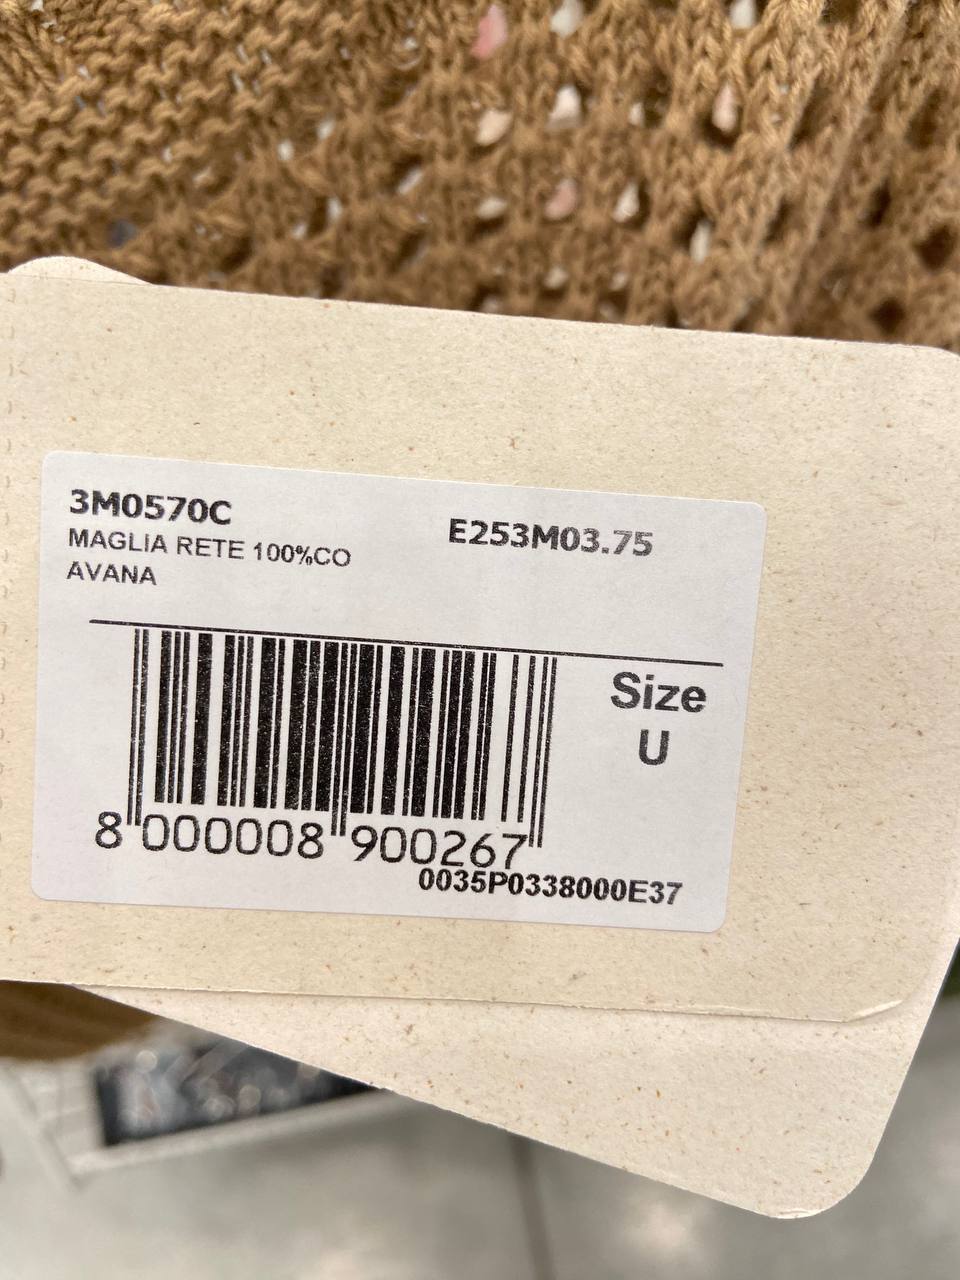 3M0570C
E253M03.75
MAGLIA RETE 100%CO
AVANA
Size
U
8 000008 900267
0035P0338000E37